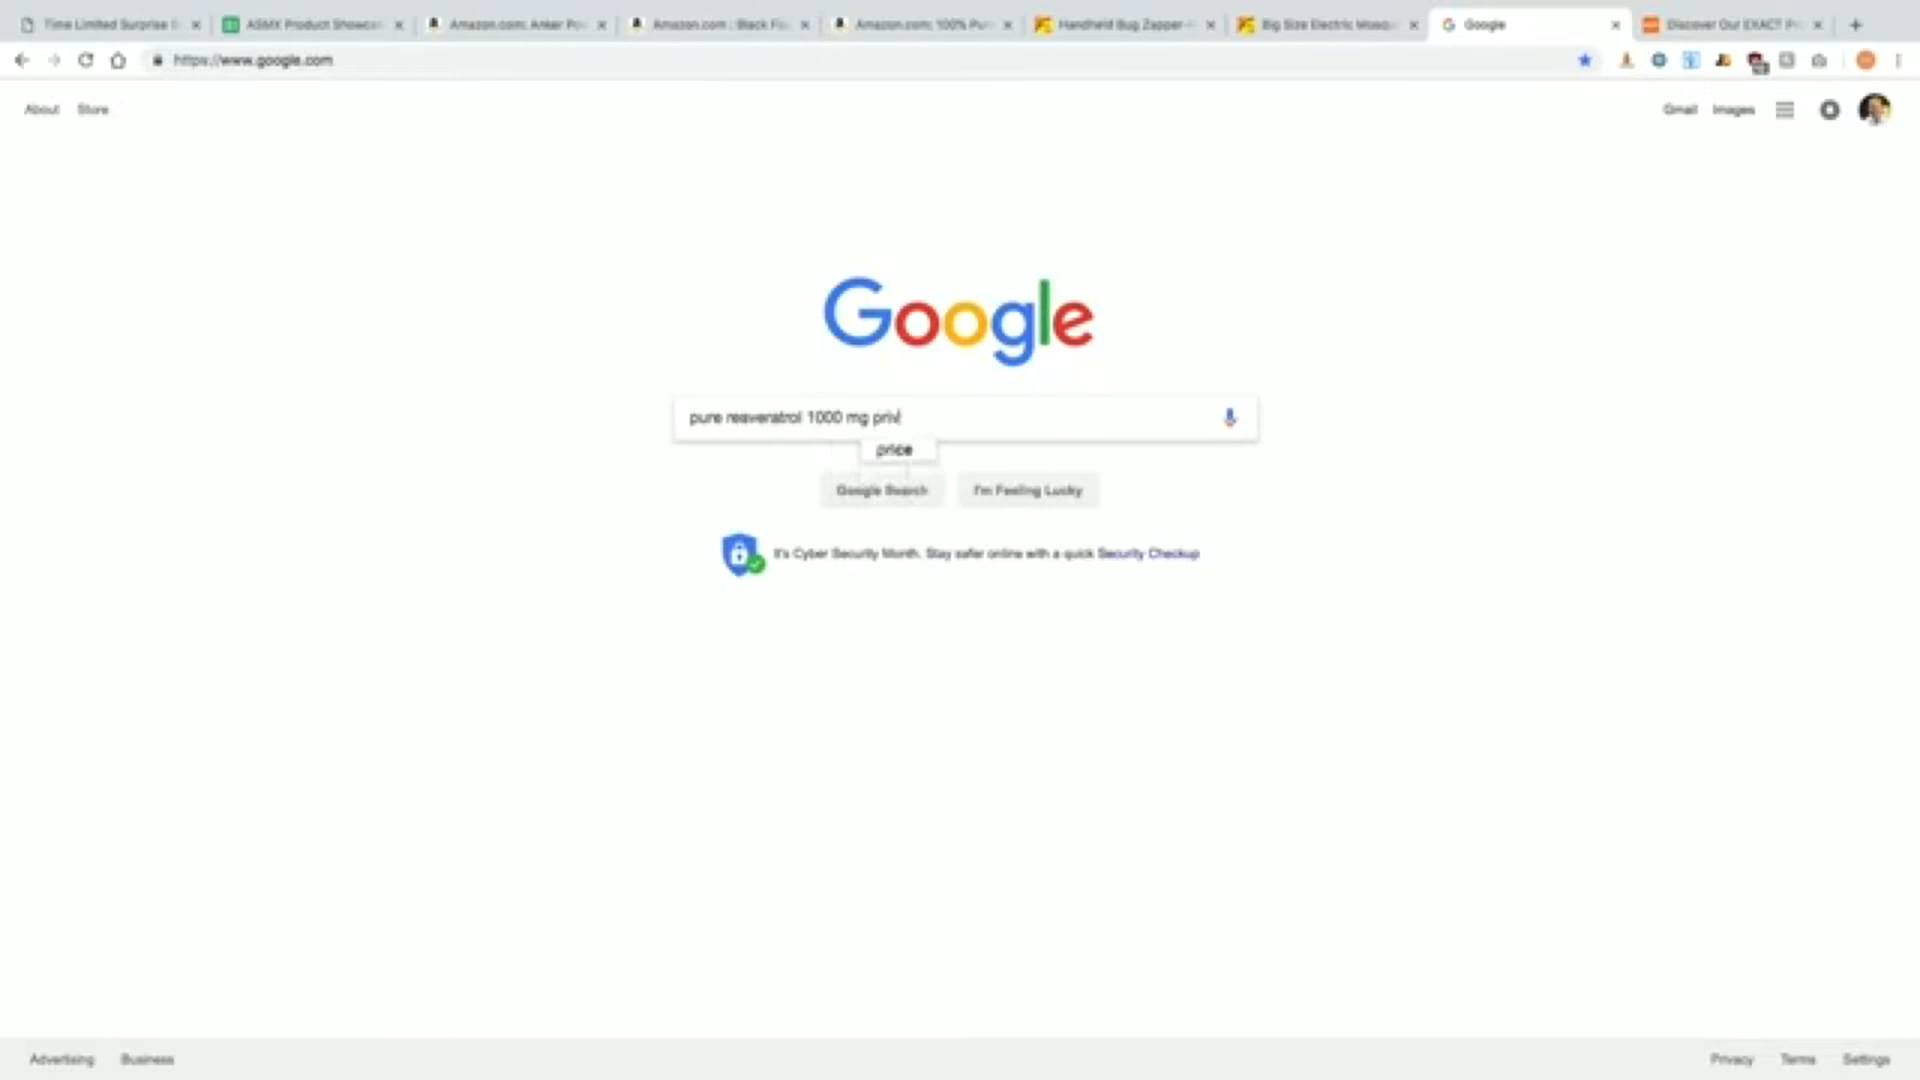 Time Limited Surprise
ASMX Product Showca
Amazon.com: Anker Po
Amazon.com : Black Fl
Amazon.com: 100% Pur
Handheld Bug Zapper
Big Size Electric Mosq
Google
Discover Our EXACT Pr
https://www.google.com
About Store
Gmail Images
Google
pure resveratrol 1000 mg priv
price
Google Search I'm Feeling Lucky
It's Cyber Security Month. Stay safer online with a quick Security Checkup
Advertising Business
Privacy Terms Settings